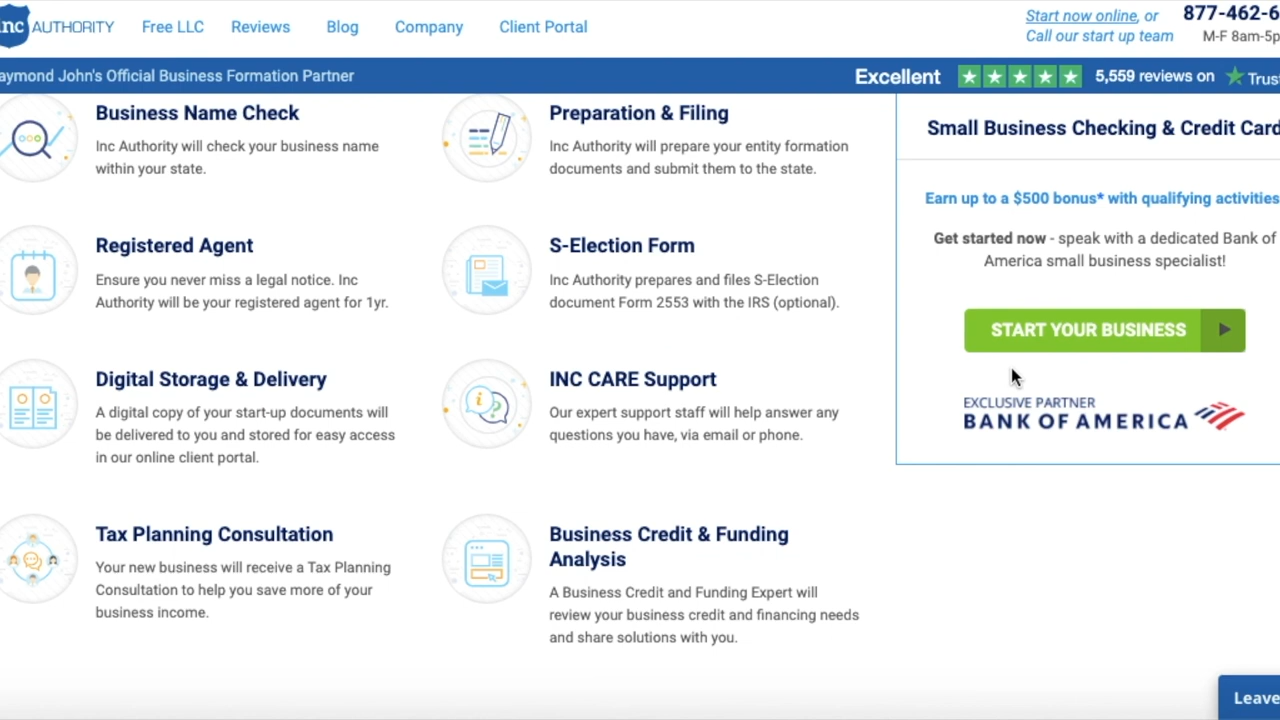 inc AUTHORITY
Free LLC
Reviews
Blog
Company
Client Portal
Start now online, or
Call our start up team
877-462-6
M-F 8am-5p
aymond John's Official Business Formation Partner
Excellent
5,559 reviews on
Trus
Business Name Check
Inc Authority will check your business name
within your state.
Preparation & Filing
Inc Authority will prepare your entity formation
documents and submit them to the state.
Registered Agent
Ensure you never miss a legal notice. Inc
Authority will be your registered agent for 1yr.
S-Election Form
Inc Authority prepares and files S-Election
document Form 2553 with the IRS (optional).
Digital Storage & Delivery
A digital copy of your start-up documents will
be delivered to you and stored for easy access
in our online client portal.
INC CARE Support
Our expert support staff will help answer any
questions you have, via email or phone.
Tax Planning Consultation
Your new business will receive a Tax Planning
Consultation to help you save more of your
business income.
Business Credit & Funding
Analysis
A Business Credit and Funding Expert will
review your business credit and financing needs
and share solutions with you.
Small Business Checking & Credit Card
Earn up to a $500 bonus* with qualifying activities
Get started now - speak with a dedicated Bank of
America small business specialist!
START YOUR BUSINESS
EXCLUSIVE PARTNER
BANK OF AMERICA
Leave